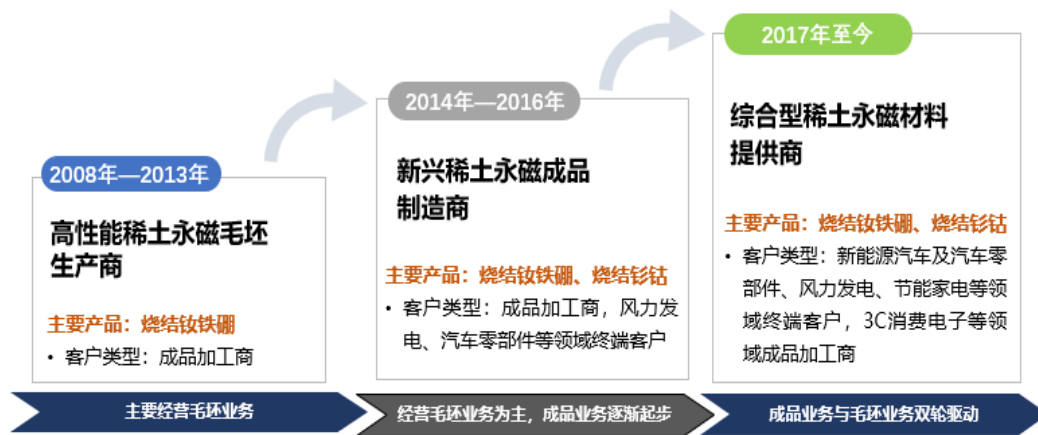 2008年—2013年
高性能稀土永磁毛坯
生产商
主要产品：烧结钕铁硼
• 客户类型：成品加工商
主要经营毛坯业务
2014年—2016年
新兴稀土永磁成品
制造商
主要产品：烧结钕铁硼、烧结钐钴
• 客户类型：成品加工商，风力发
电、汽车零部件等领域终端客户
经营毛坯业务为主，成品业务逐渐起步
2017年至今
综合型稀土永磁材料
提供商
主要产品：烧结钕铁硼、烧结钐钴
• 客户类型：新能源汽车及汽车零
部件、风力发电、节能家电等领
域终端客户，3C消费电子等领
域成品加工商
成品业务与毛坯业务双轮驱动